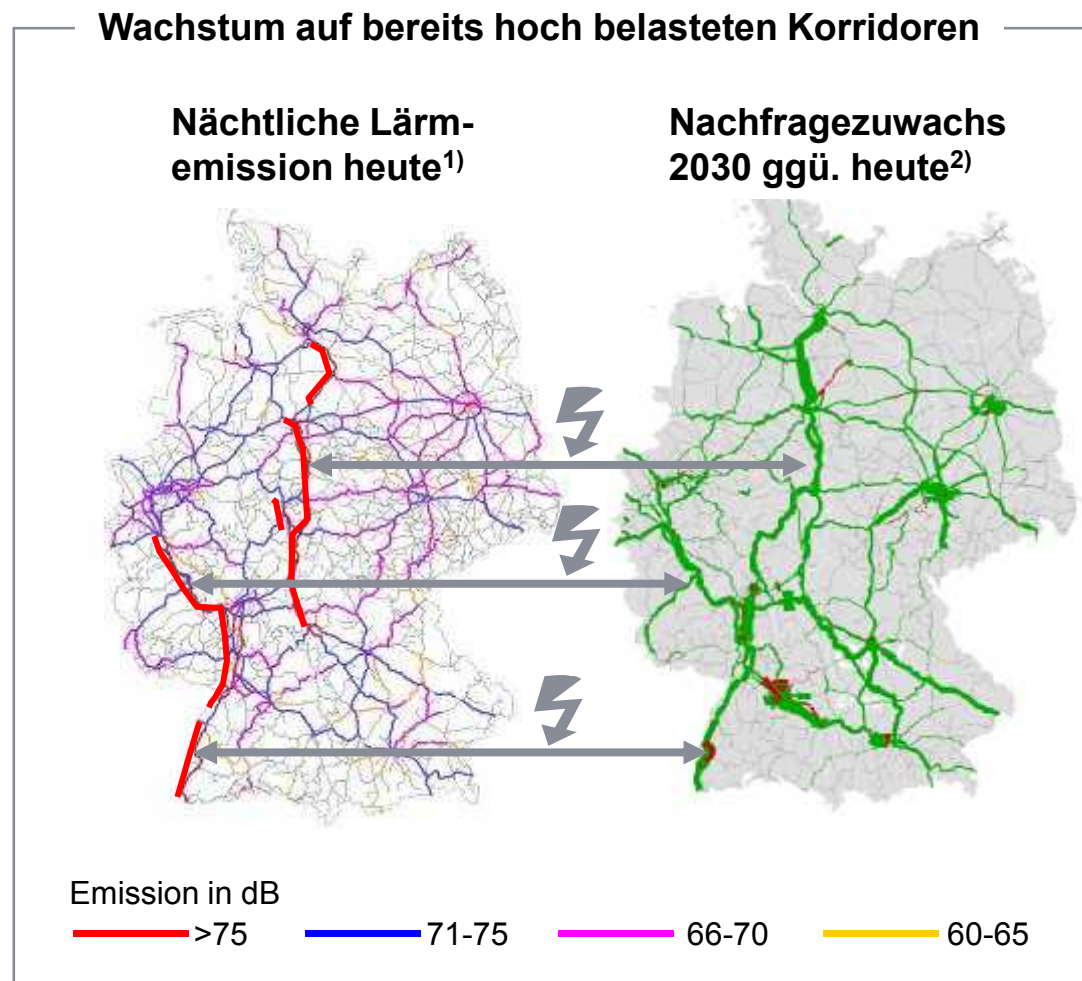 Wachstum auf bereits hoch belasteten Korridoren
Nächtliche Lärm-
emission heute1)
Nachfragezuwachs
2030 ggü. heute2)
Emission in dB
>75
71-75
66-70
60-65